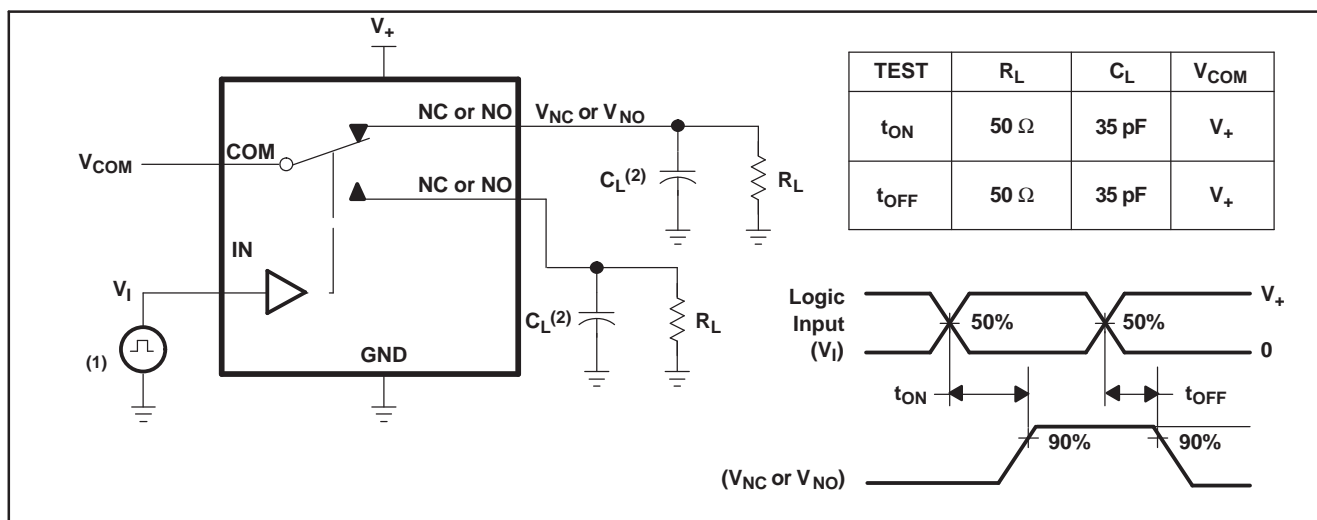 V+
NC or NO
VNC or VNO
COM
VCOM
CL(2)
RL
NC or NO
IN
VI
CL(2)
RL
(1)
GND
TEST RL CL VCOM
tON 50 Ω 35 pF V+
tOFF 50 Ω 35 pF V+
Logic
Input
(VI)
V+
50%
50%
0
tON
tOFF
90%
90%
(VNC or VNO)